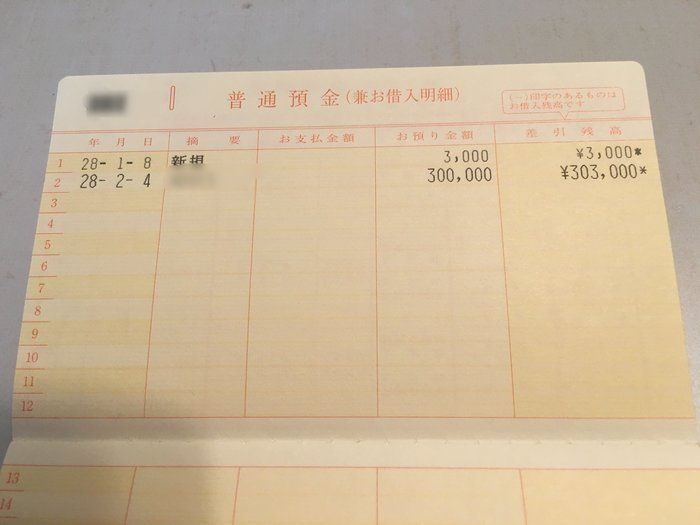 普通預金(兼お借入明細)
(-)印字のあるものは
お借入残高です
年 月 日 摘要 お支払金額 お預り金額 差引残高
1 28- 1- 8 新規 3,000 ¥3,000*
2 28- 2- 4 300,000 ¥303,000*
3
4
5
6
7
8
9
10
11
12
13
14